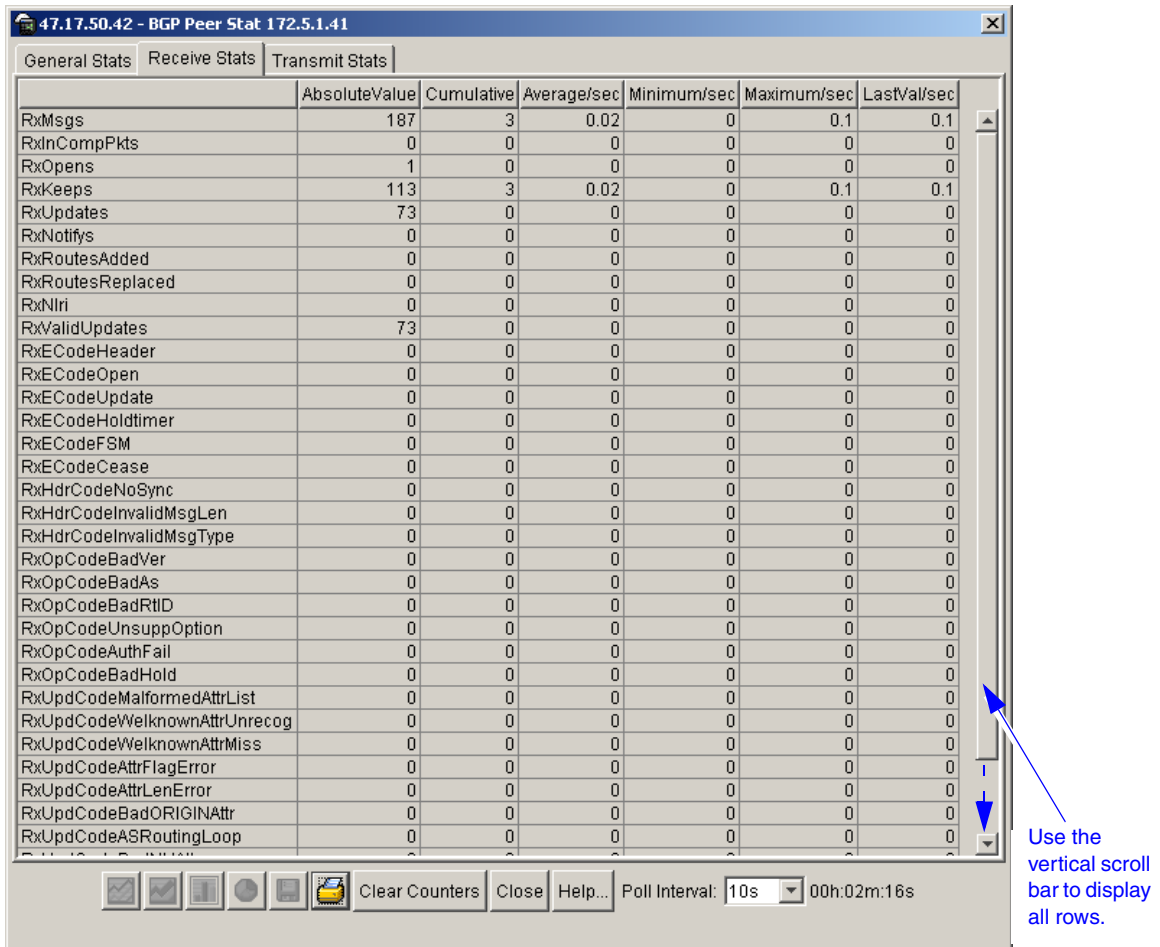 47.17.50.42 - BGP Peer Stat 172.5.1.41
General Stats Receive Stats Transmit Stats
AbsoluteValue Cumulative Average/sec Minimum/sec Maximum/sec LastVal/sec
RxMsgs 187 3 0.02 0 0.1 0.1
RxInCompPkts 0 0 0 0 0 0
RxOpens 1 0 0 0 0 0
RxKeeps 113 3 0.02 0 0.1 0.1
RxUpdates 73 0 0 0 0 0
RxNotifys 0 0 0 0 0 0
RxRoutesAdded 0 0 0 0 0 0
RxRoutesReplaced 0 0 0 0 0 0
RxNlri 0 0 0 0 0 0
RxValidUpdates 73 0 0 0 0 0
RxECodeHeader 0 0 0 0 0 0
RxECodeOpen 0 0 0 0 0 0
RxECodeUpdate 0 0 0 0 0 0
RxECodeHoldtimer 0 0 0 0 0 0
RxECodeFSM 0 0 0 0 0 0
RxECodeCease 0 0 0 0 0 0
RxHdrCodeNoSync 0 0 0 0 0 0
RxHdrCodeInvalidMsgLen 0 0 0 0 0 0
RxHdrCodeInvalidMsgType 0 0 0 0 0 0
RxOpCodeBadVer 0 0 0 0 0 0
RxOpCodeBadAs 0 0 0 0 0 0
RxOpCodeBadRtID 0 0 0 0 0 0
RxOpCodeUnsuppOption 0 0 0 0 0 0
RxOpCodeAuthFail 0 0 0 0 0 0
RxOpCodeBadHold 0 0 0 0 0 0
RxUpdCodeMalformedAttrList 0 0 0 0 0 0
RxUpdCodeWelknownAttrUnrecog 0 0 0 0 0 0
RxUpdCodeWelknownAttrMiss 0 0 0 0 0 0
RxUpdCodeAttrFlagError 0 0 0 0 0 0
RxUpdCodeAttrLenError 0 0 0 0 0 0
RxUpdCodeBadORIGINAttr 0 0 0 0 0 0
RxUpdCodeASRoutingLoop 0 0 0 0 0 0
Clear Counters Close Help... Poll Interval: 10s 00h:02m:16s
Use the
vertical scroll
bar to display
all rows.